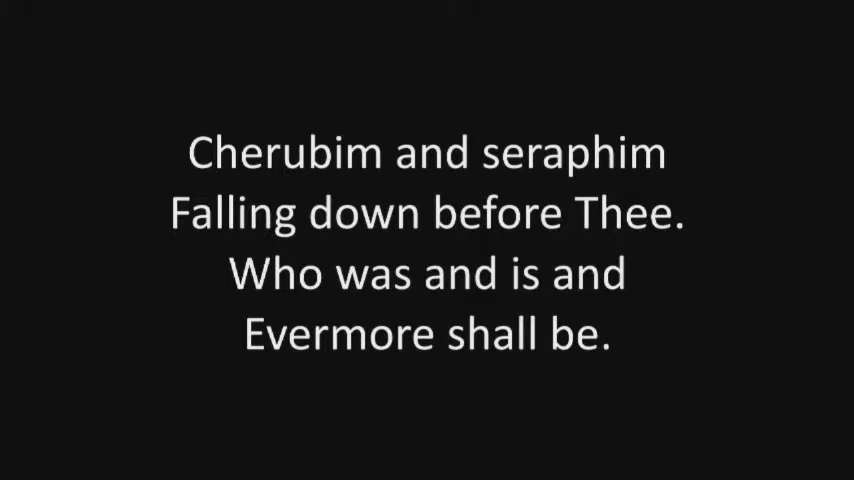 Cherubim and seraphim
Falling down before Thee.
Who was and is and
Evermore shall be.